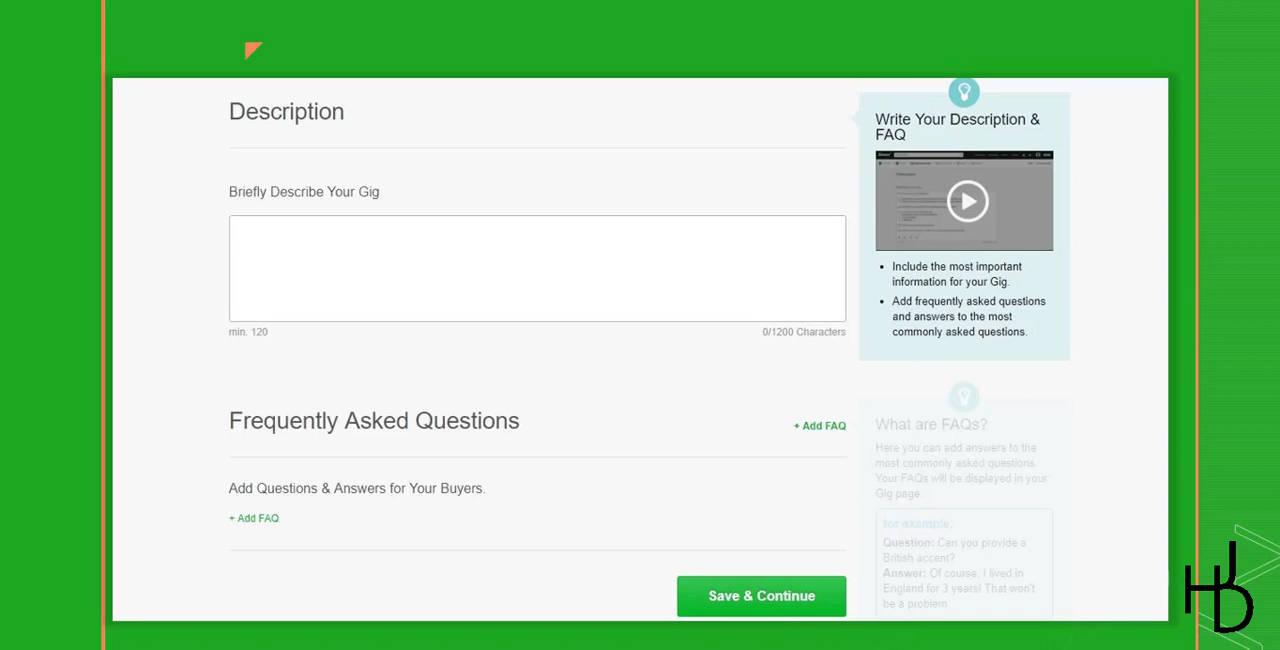 Description
Briefly Describe Your Gig
min. 120
0/1200 Characters
Frequently Asked Questions
+ Add FAQ
Add Questions & Answers for Your Buyers.
+ Add FAQ
Save & Continue
Write Your Description &
FAQ
• Include the most important
information for your Gig.
• Add frequently asked questions
and answers to the most
commonly asked questions.
What are FAQs?
Here you can add answers to the
most commonly asked questions.
Your FAQs will be displayed in your
Gig page.
for example:
Question: Can you provide a
British accent?
Answer: Of course, I lived in
England for 3 years! That won't
be a problem